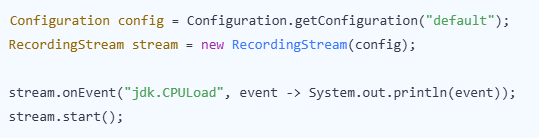 Configuration config = Configuration.getConfiguration("default");
RecordingStream stream = new RecordingStream(config);
stream.onEvent("jdk.CPULoad", event -> System.out.println(event));
stream.start();